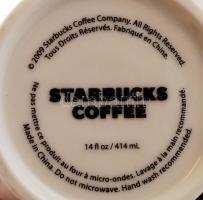 © 2009 Starbucks Coffee Company. All Rights Reserved.
Tous Droits Réservés. Fabriqué en Chine.
STARBUCKS
COFFEE
14 fl oz / 414 mL
Ne pas mettre ce produit au four à micro-ondes. Lavage à la main recommandé.
Made in China. Do not microwave. Hand wash recommended.